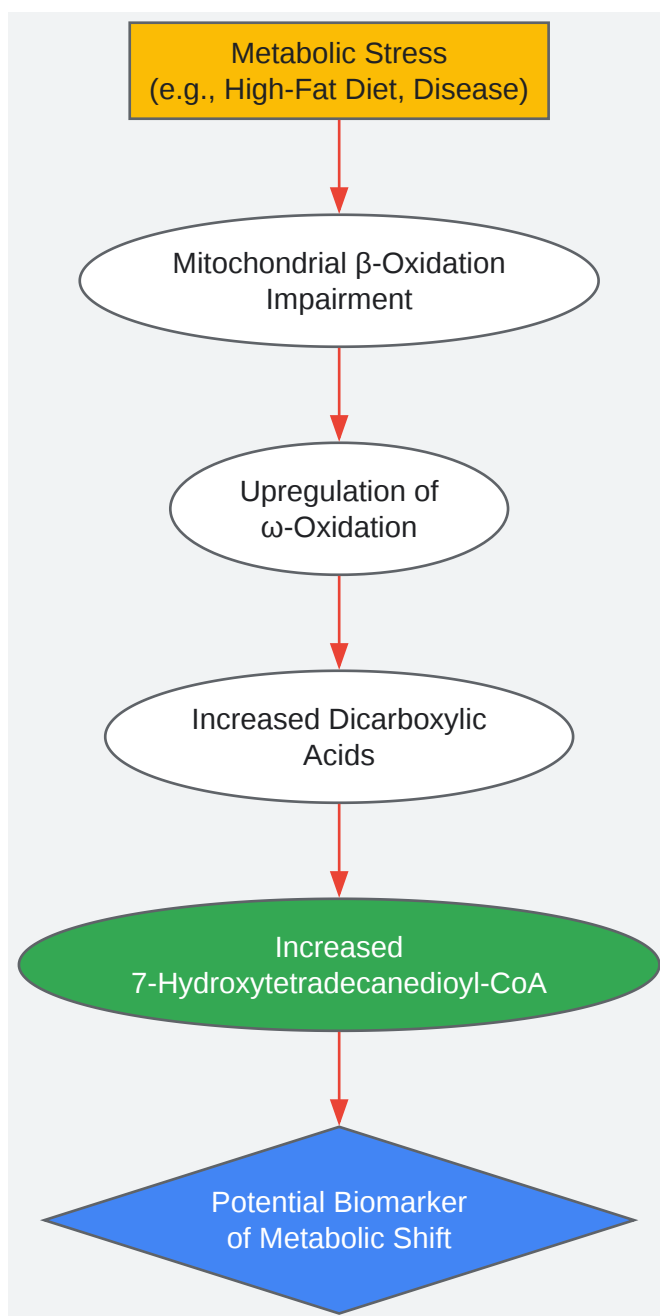 Metabolic Stress
(e.g., High-Fat Diet, Disease)
Mitochondrial β-Oxidation
Impairment
Upregulation of
ω-Oxidation
Increased Dicarboxylic
Acids
Increased
7-Hydroxytetradecanedioyl-CoA
Potential Biomarker
of Metabolic Shift